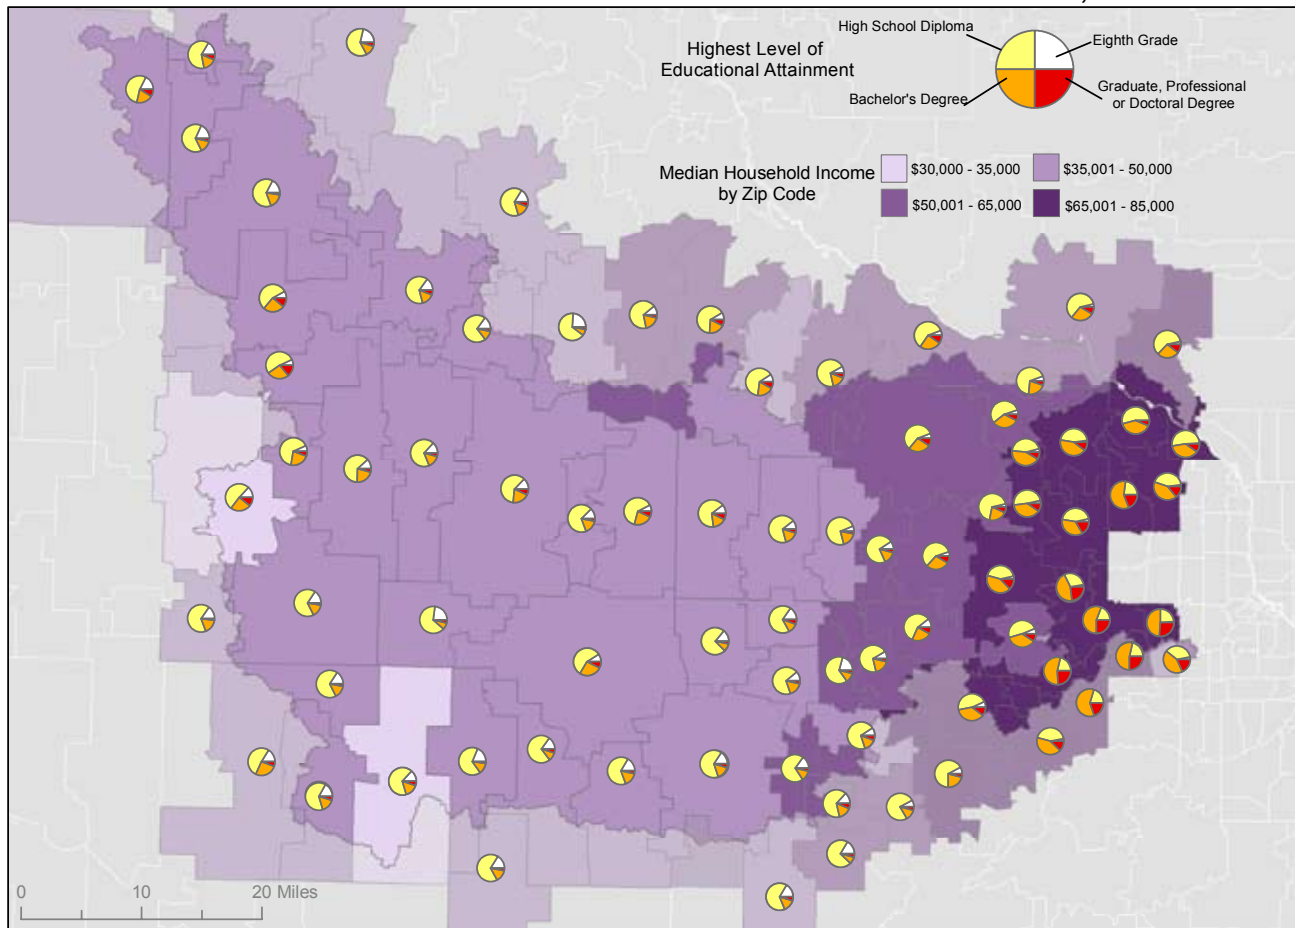 Highest Level of
Educational Attainment
High School Diploma
Eighth Grade
Bachelor's Degree
Graduate, Professional
or Doctoral Degree
Median Household Income
by Zip Code
$30,000 - 35,000
$35,001 - 50,000
$50,001 - 65,000
$65,001 - 85,000
0
10
20 Miles